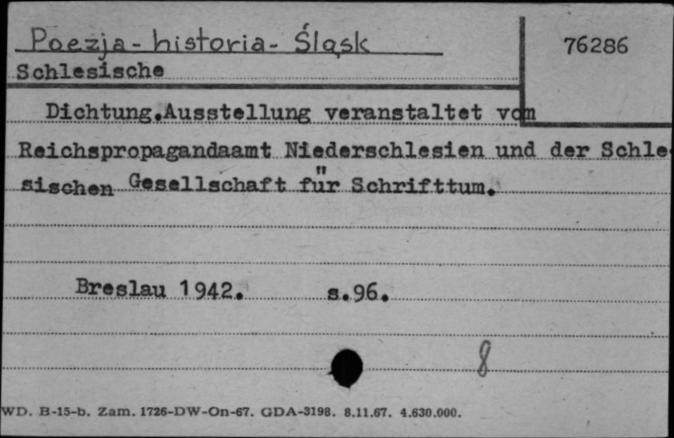 Poezja - historia - Śląsk
76286
Schlesische
Dichtung.Ausstellung veranstaltet vom
Reichspropagandaamt Niederschlesien und der Schle
sischen Gesellschaft für Schrifttum.
Breslau 1942. s.96.
8
WD. B-15-b. Zam. 1726-DW-On-67. GDA-3198. 8.11.67. 4.630.000.